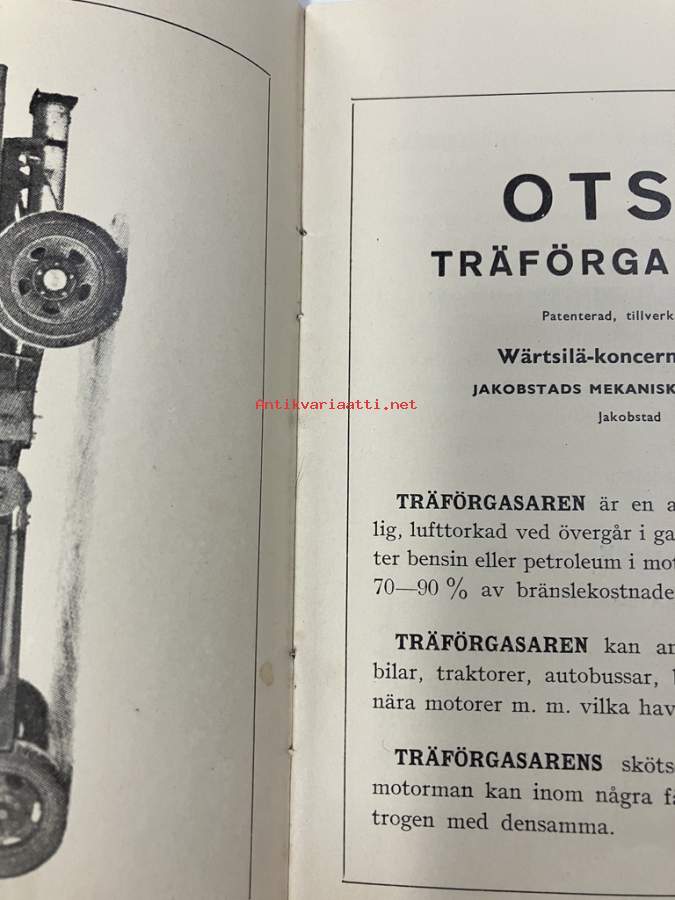 OTS
TRÄFÖRGA
Patenterad, tillverk
Wärtsilä-koncern
JAKOBSTADS MEKANISK
Jakobstad
Antikvariaatti.net
TRÄFÖRGASAREN är en a
lig, lufttorkad ved övergår i ga
ter bensin eller petroleum i mot
70—90 % av bränslekostnade
TRÄFÖRGASAREN kan an
bilar, traktorer, autobussar, l
nära motorer m. m. vilka hav
TRÄFÖRGASARENS sköts
motorman kan inom några fa
trogen med densamma.